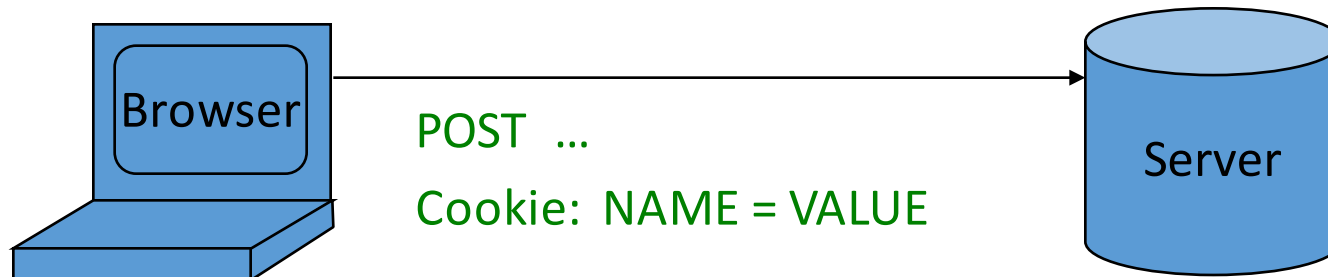 Browser
POST …
Cookie: NAME = VALUE
Server